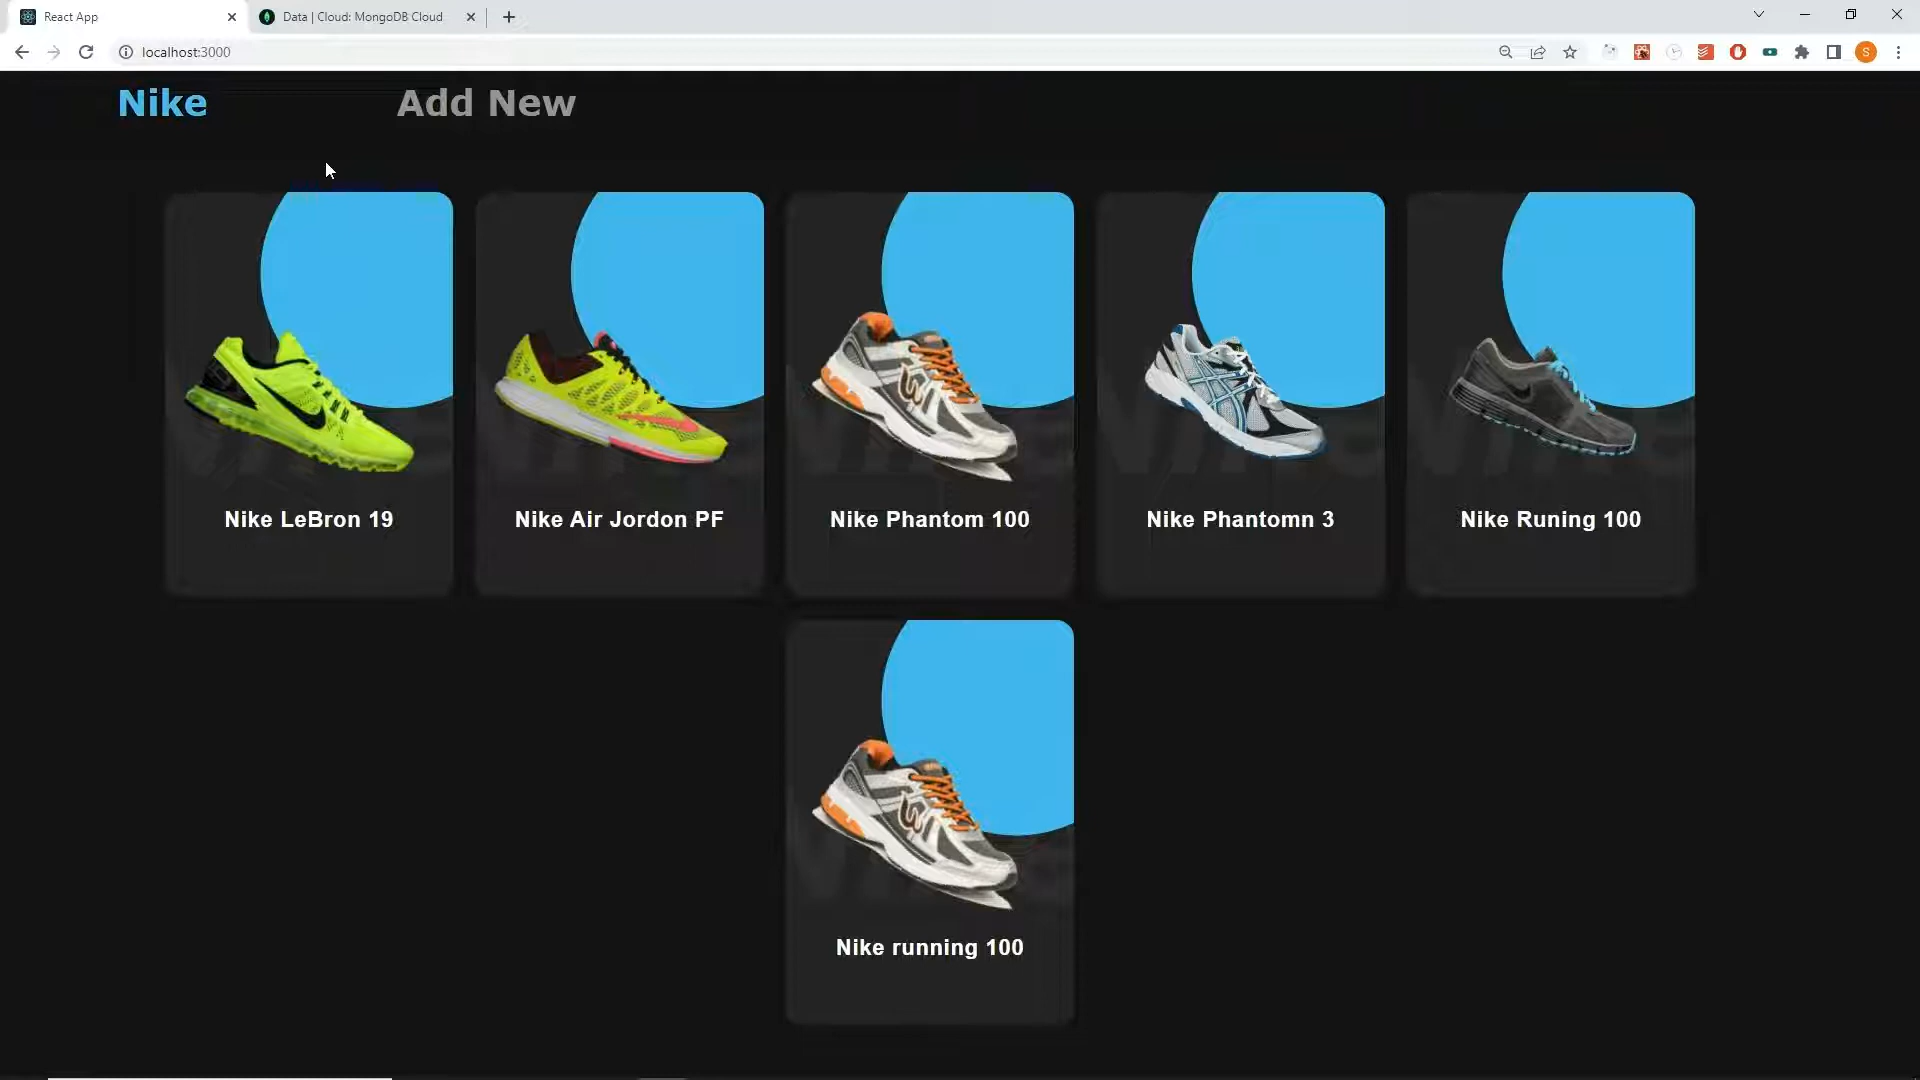 React App
Data | Cloud: MongoDB Cloud
localhost:3000
S
Nike
Add New
Nike LeBron 19
Nike Air Jordon PF
Nike Phantom 100
Nike Phantomn 3
Nike Runing 100
Nike running 100